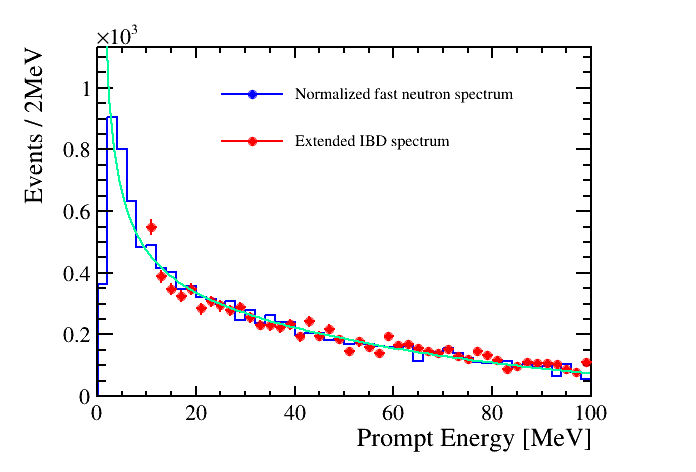 ×10³
Events / 2MeV
1
0.8
0.6
0.4
0.2
0
Normalized fast neutron spectrum
Extended IBD spectrum
0 20 40 60 80 100
Prompt Energy [MeV]